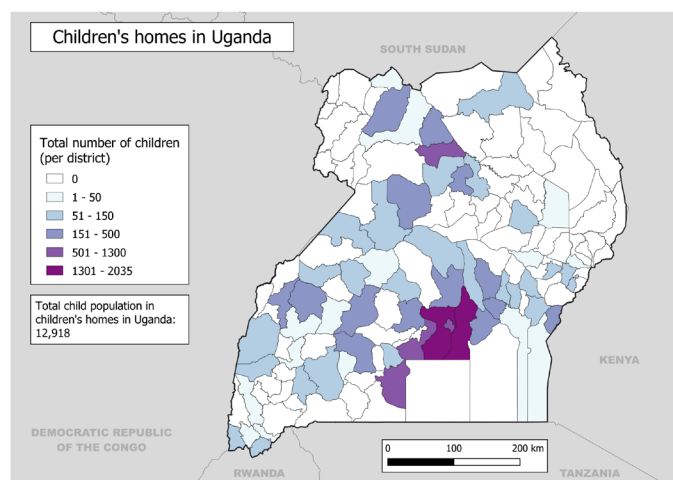 Children's homes in Uganda
SOUTH SUDAN
Total number of children
(per district)
0
1 - 50
51 - 150
151 - 500
501 - 1300
1301 - 2035
Total child population in
children's homes in Uganda:
12,918
KENYA
DEMOCRATIC REPUBLIC
OF THE CONGO
RWANDA
TANZANIA
0 100 200 km